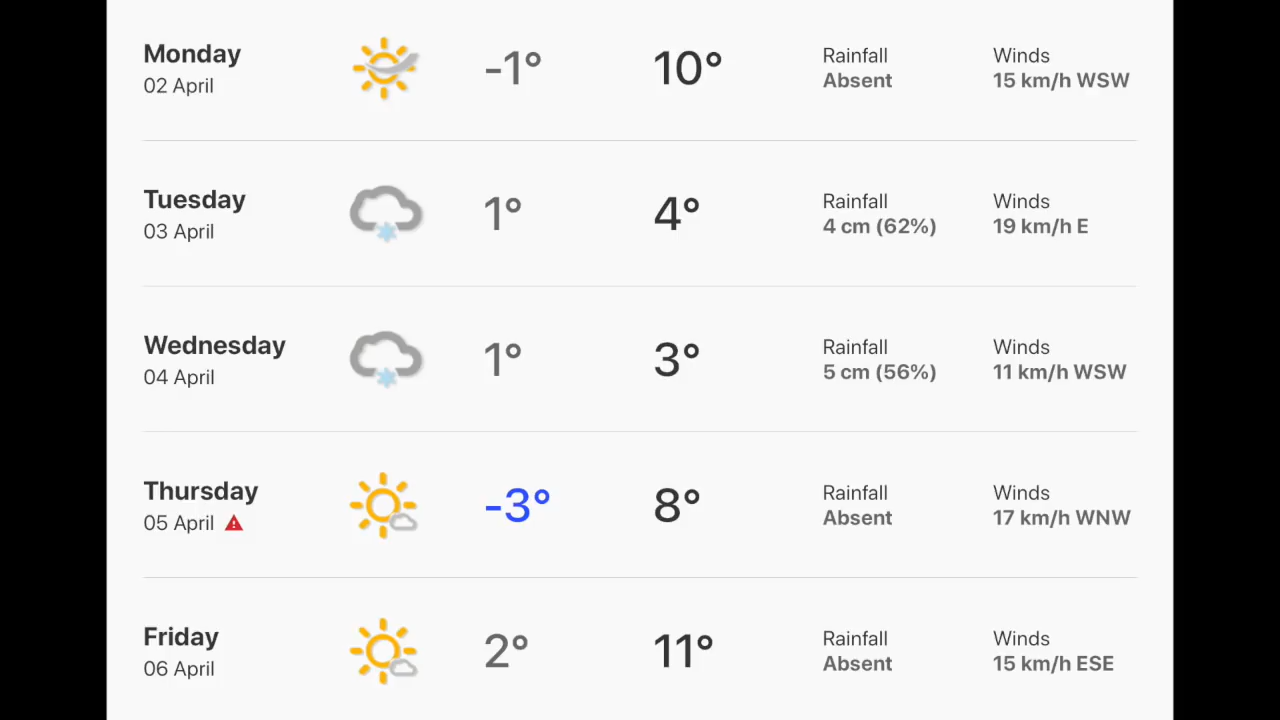 Monday
02 April
-1°
10°
Rainfall
Absent
Winds
15 km/h WSW
Tuesday
03 April
1°
4°
Rainfall
4 cm (62%)
Winds
19 km/h E
Wednesday
04 April
1°
3°
Rainfall
5 cm (56%)
Winds
11 km/h WSW
Thursday
05 April
-3°
8°
Rainfall
Absent
Winds
17 km/h WNW
Friday
06 April
2°
11°
Rainfall
Absent
Winds
15 km/h ESE